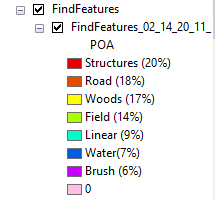 FindFeatures
FindFeatures_02_14_20_11_
POA
Structures (20%)
Road (18%)
Woods (17%)
Field (14%)
Linear (9%)
Water(7%)
Brush (6%)
0